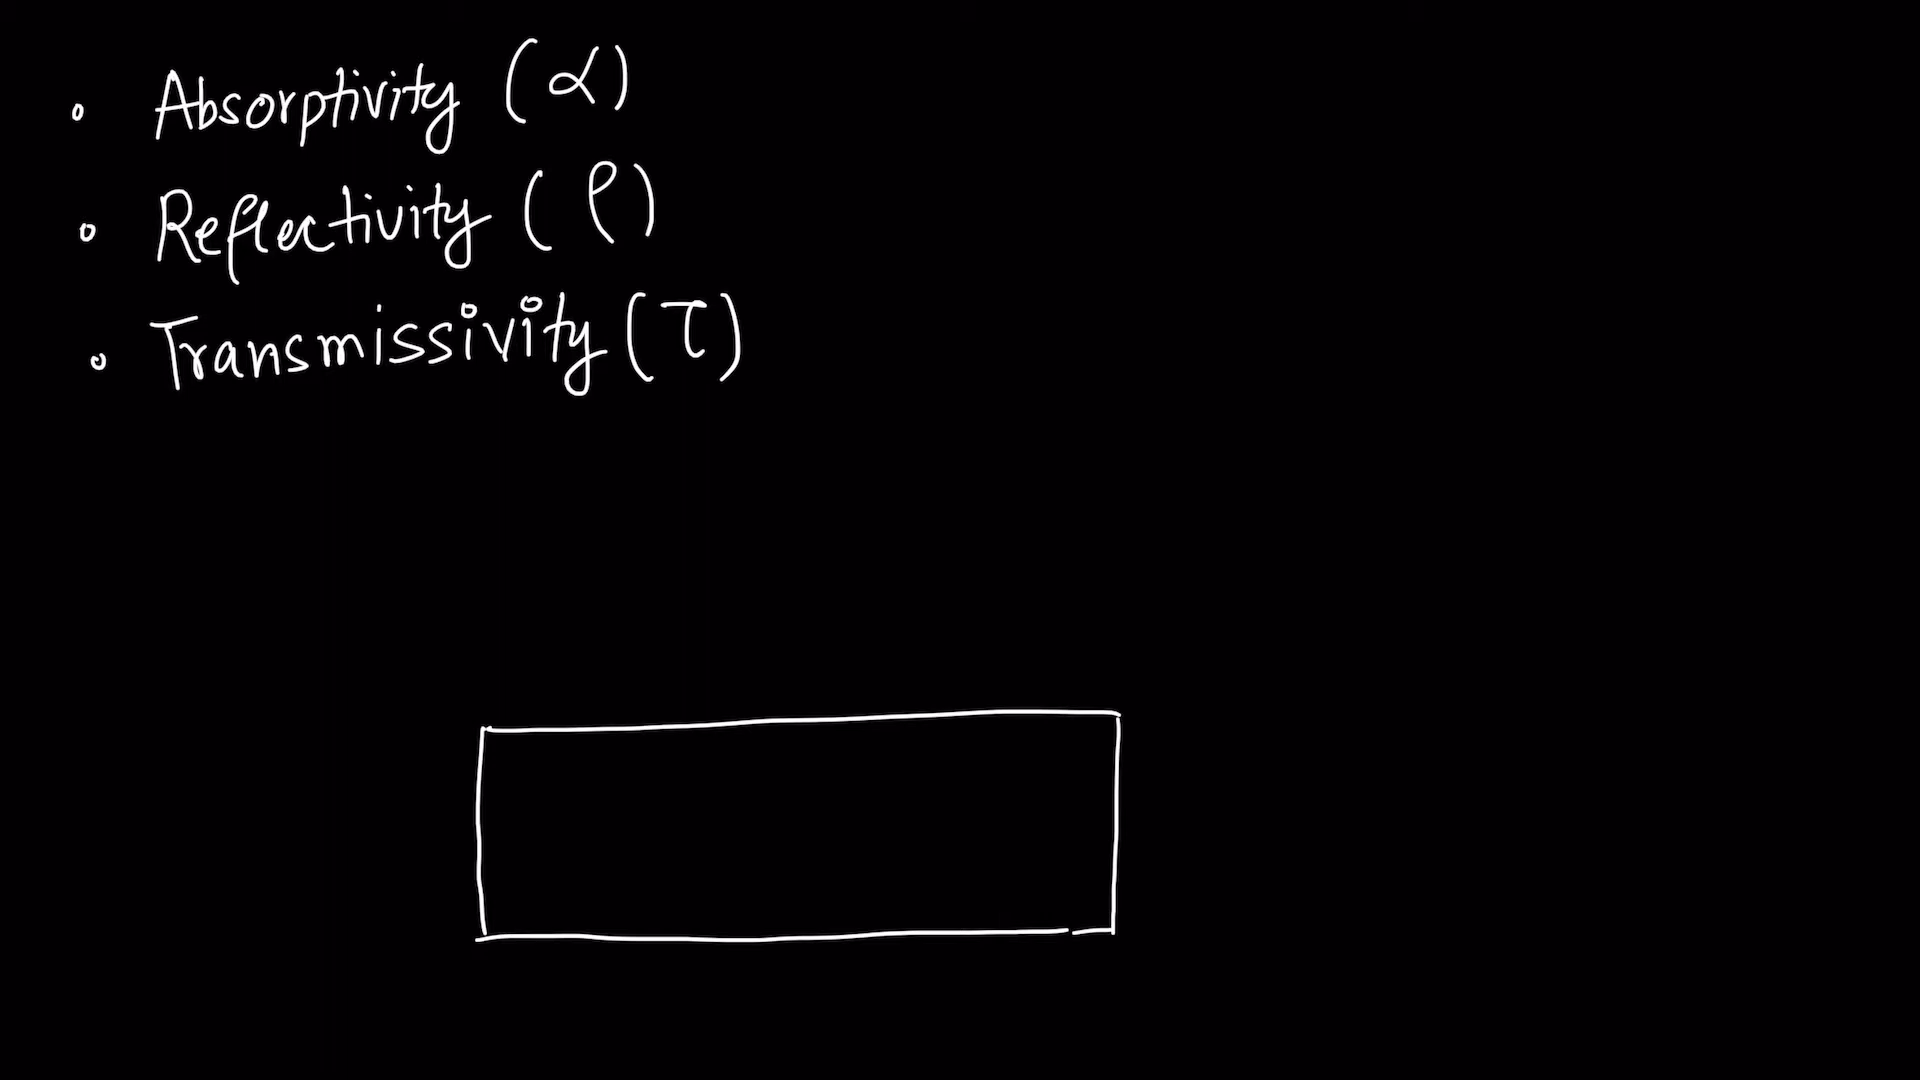 • Absorptivity (α)
• Reflectivity (ρ)
• Transmissivity (τ)